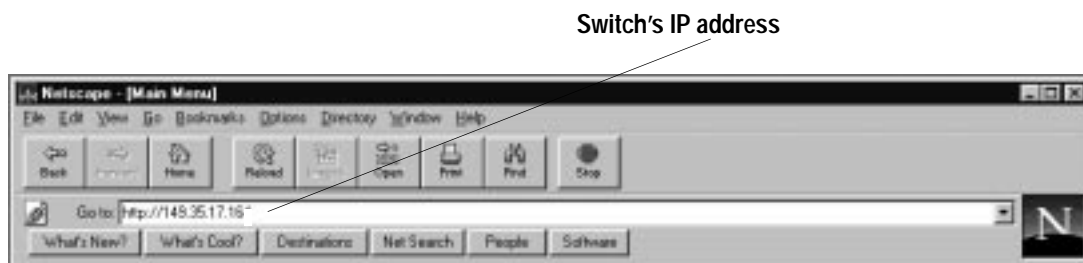 Switch's IP address
Netscape - [Main Menu]
File Edit View Go Bookmarks Options Directory Window Help
Back Forward Home Reload Images Open Print Find Stop
Go to: http://149.35.17.16
N
What's New? What's Cool? Destinations Net Search People Software